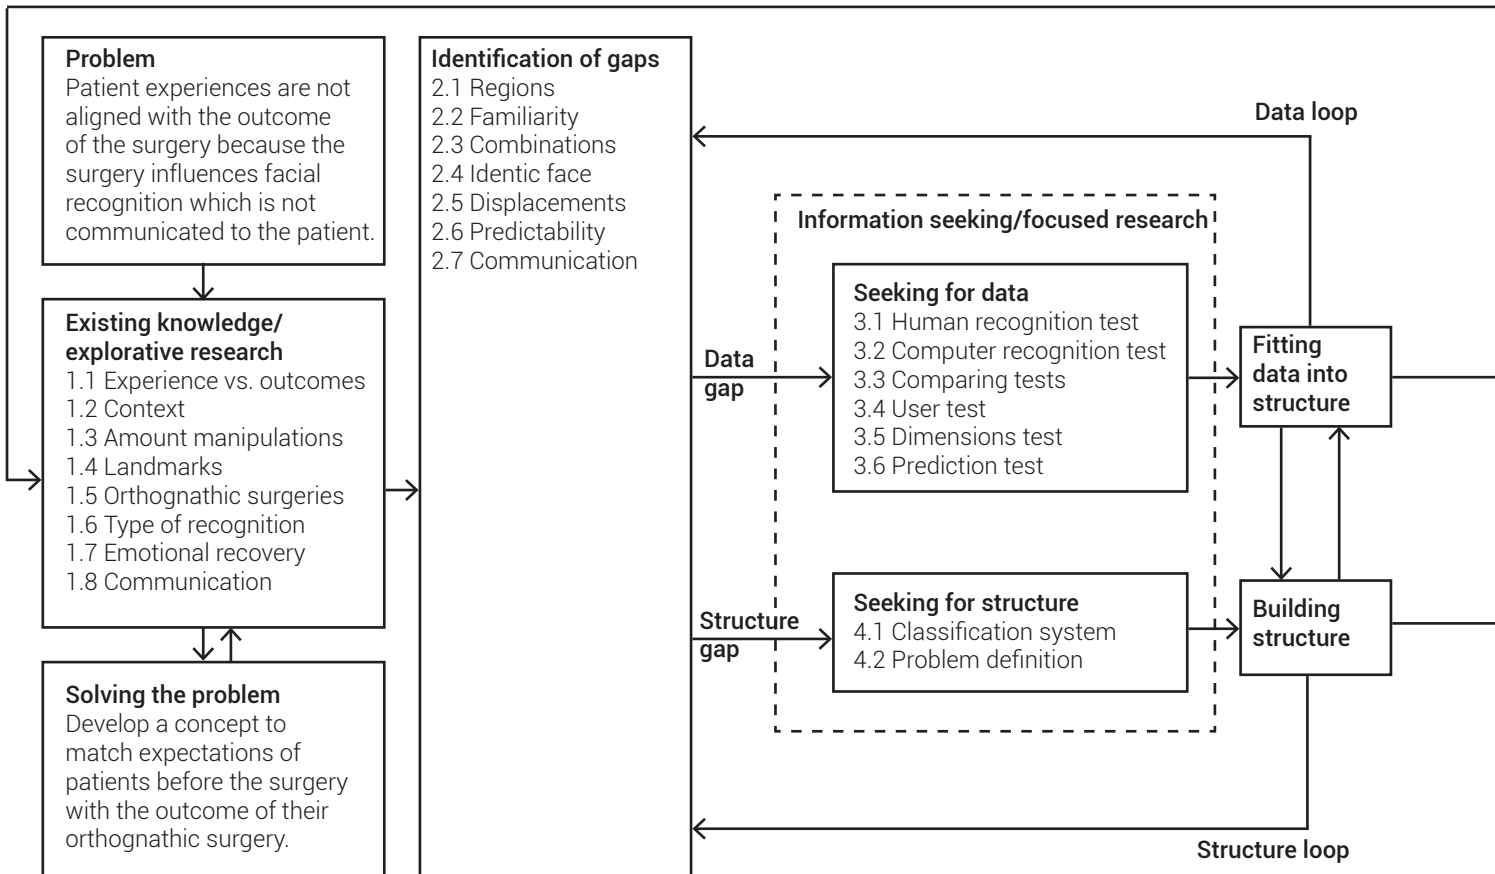 Problem
Patient experiences are not
aligned with the outcome
of the surgery because the
surgery influences facial
recognition which is not
communicated to the patient.
Existing knowledge/
explorative research
1.1 Experience vs. outcomes
1.2 Context
1.3 Amount manipulations
1.4 Landmarks
1.5 Orthognathic surgeries
1.6 Type of recognition
1.7 Emotional recovery
1.8 Communication
Solving the problem
Develop a concept to
match expectations of
patients before the surgery
with the outcome of their
orthognathic surgery.
Identification of gaps
2.1 Regions
2.2 Familiarity
2.3 Combinations
2.4 Identic face
2.5 Displacements
2.6 Predictability
2.7 Communication
Data
gap
Structure
gap
Data loop
Information seeking/focused research
Seeking for data
3.1 Human recognition test
3.2 Computer recognition test
3.3 Comparing tests
3.4 User test
3.5 Dimensions test
3.6 Prediction test
Seeking for structure
4.1 Classification system
4.2 Problem definition
Fitting
data into
structure
Building
structure
Structure loop